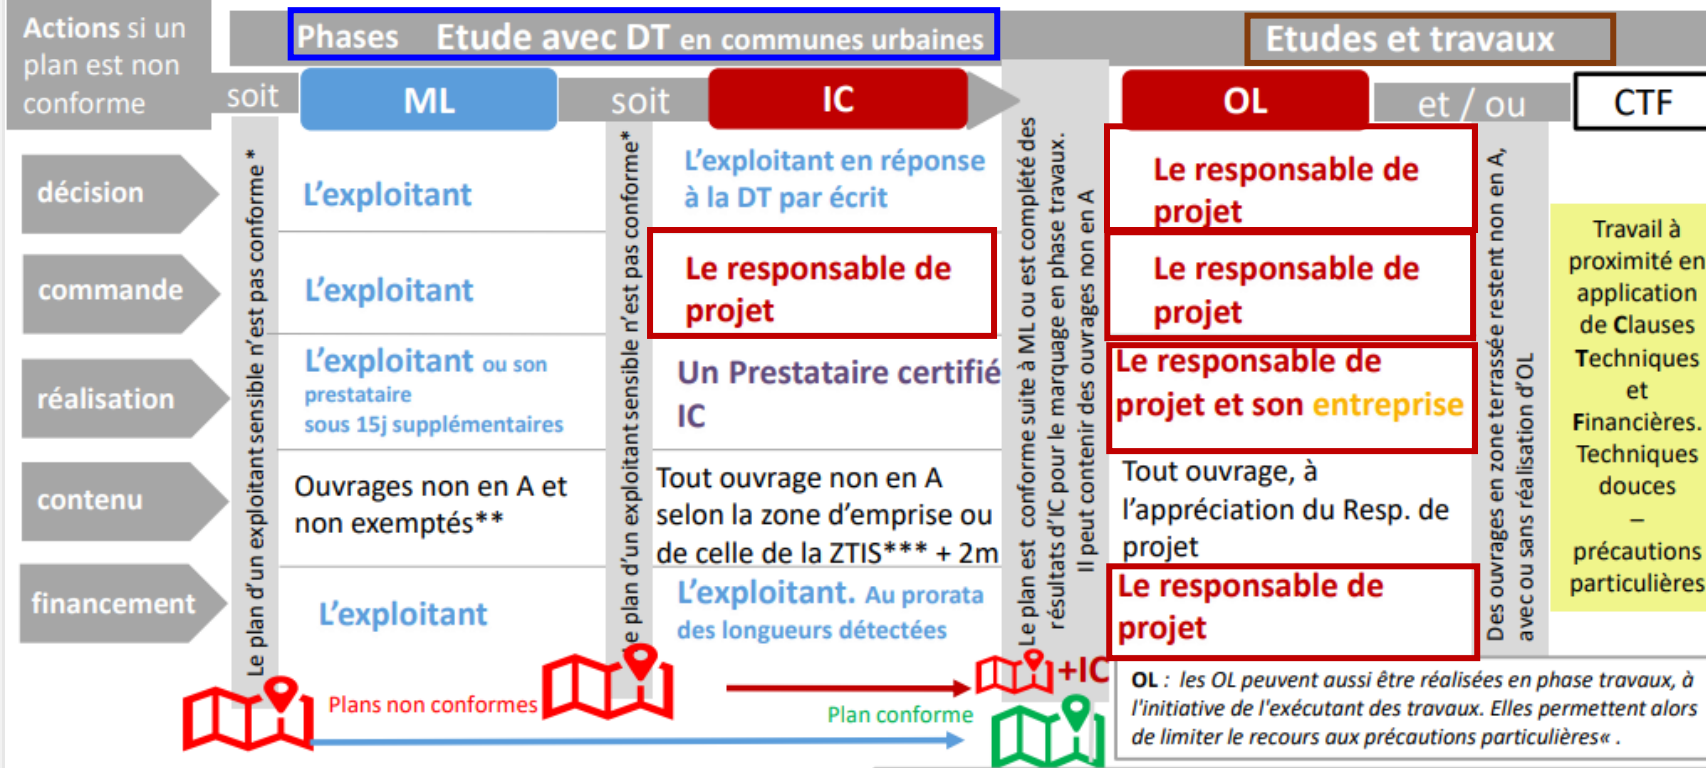 Actions si un
plan est non
conforme
Phases Etude avec DT en communes urbaines
Etudes et travaux
soit
ML
soit
IC
OL
et / ou
CTF
décision
commande
réalisation
contenu
financement
Le plan d'un exploitant sensible n'est pas conforme *
L'exploitant
L'exploitant
L'exploitant ou son
prestataire
sous 15j supplémentaires
Ouvrages non en A et
non exemptés**
L'exploitant
Le plan d'un exploitant sensible n'est pas conforme*
L'exploitant en réponse
à la DT par écrit
Le responsable de
projet
Un Prestataire certifié
IC
Tout ouvrage non en A
selon la zone d'emprise ou
de celle de la ZTIS*** + 2m
L'exploitant. Au prorata
des longueurs détectées
Le plan est conforme suite à ML ou est complété des
résultats d'IC pour le marquage en phase travaux.
Il peut contenir des ouvrages non en A
Le responsable de
projet
Le responsable de
projet
Le responsable de
projet et son entreprise
Tout ouvrage, à
l'appréciation du Resp. de
projet
Le responsable de
projet
Des ouvrages en zone terrassée restent non en A,
avec ou sans réalisation d'OL
Travail à
proximité en
application
de Clauses
Techniques
et
Financières.
Techniques
douces
–
précautions
particulières
Plans non conformes
+IC
Plan conforme
OL : les OL peuvent aussi être réalisées en phase travaux, à
l'initiative de l'exécutant des travaux. Elles permettent alors
de limiter le recours aux précautions particulières« .